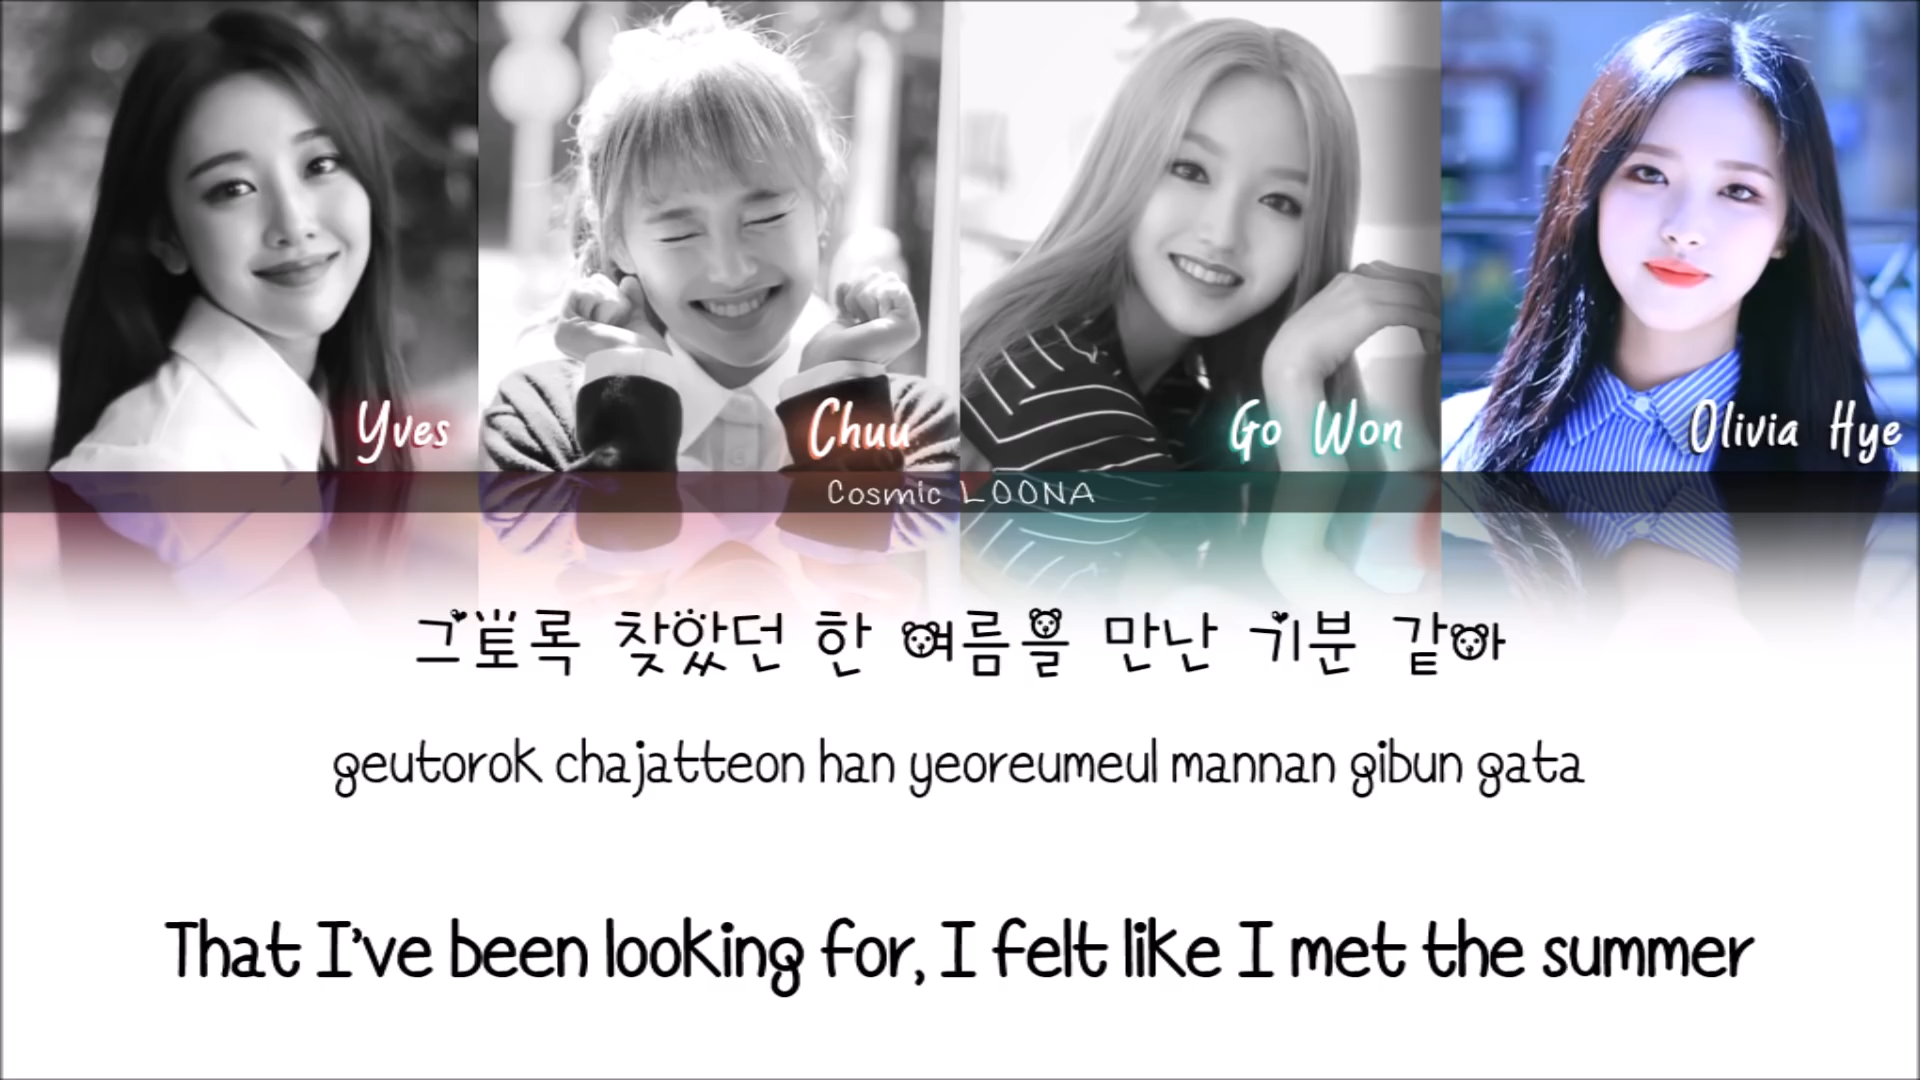 Yves
Chuu
Go Won
Olivia Hye
Cosmic LOONA
그토록 찾았던 한 여름을 만난 기분 같아
geutorok chajatteon han yeoreumeul mannan gibun gata
That I've been looking for, I felt like I met the summer